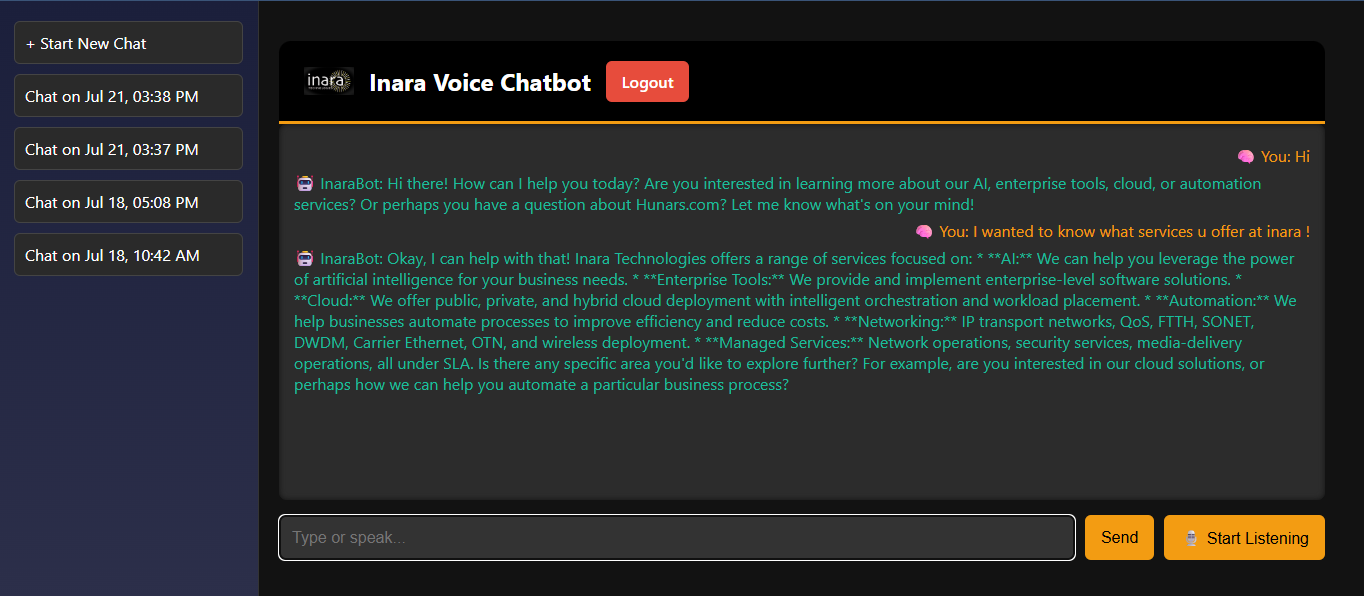 + Start New Chat
Chat on Jul 21, 03:38 PM
Chat on Jul 21, 03:37 PM
Chat on Jul 18, 05:08 PM
Chat on Jul 18, 10:42 AM
inara
Inara Voice Chatbot
Logout
You: Hi
InaraBot: Hi there! How can I help you today? Are you interested in learning more about our AI, enterprise tools, cloud, or automation
services? Or perhaps you have a question about Hunars.com? Let me know what's on your mind!
You: I wanted to know what services u offer at inara !
InaraBot: Okay, I can help with that! Inara Technologies offers a range of services focused on: * **AI:** We can help you leverage the power
of artificial intelligence for your business needs. * **Enterprise Tools:** We provide and implement enterprise-level software solutions. *
**Cloud:** We offer public, private, and hybrid cloud deployment with intelligent orchestration and workload placement. * **Automation:** We
help businesses automate processes to improve efficiency and reduce costs. * **Networking:** IP transport networks, QoS, FTTH, SONET,
DWDM, Carrier Ethernet, OTN, and wireless deployment. * **Managed Services:** Network operations, security services, media-delivery
operations, all under SLA. Is there any specific area you'd like to explore further? For example, are you interested in our cloud solutions, or
perhaps how we can help you automate a particular business process?
Type or speak...
Send
Start Listening